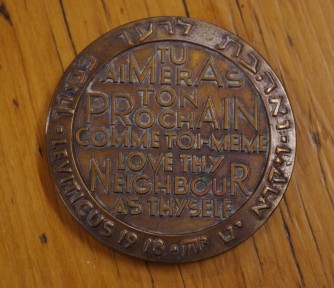 TU
AIMERAS
TON
PROCHAIN
COMME TOI-MEME
LOVE THY
NEIGHBOUR
AS THYSELF
ואהבת לרעך כמוך
LEVITICUS 19 18